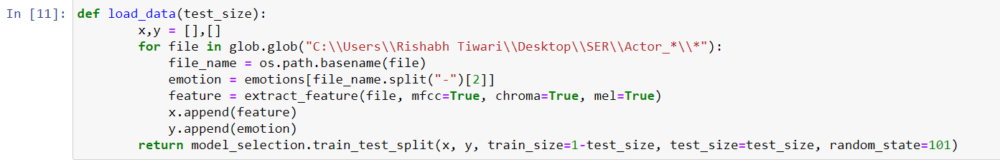 In [11]: def load_data(test_size):
        x,y = [],[]
        for file in glob.glob("C:\\Users\\Rishabh Tiwari\\Desktop\\SER\\Actor_*\\*"):
            file_name = os.path.basename(file)
            emotion = emotions[file_name.split("-")[2]]
            feature = extract_feature(file, mfcc=True, chroma=True, mel=True)
            x.append(feature)
            y.append(emotion)
        return model_selection.train_test_split(x, y, train_size=1-test_size, test_size=test_size, random_state=101)